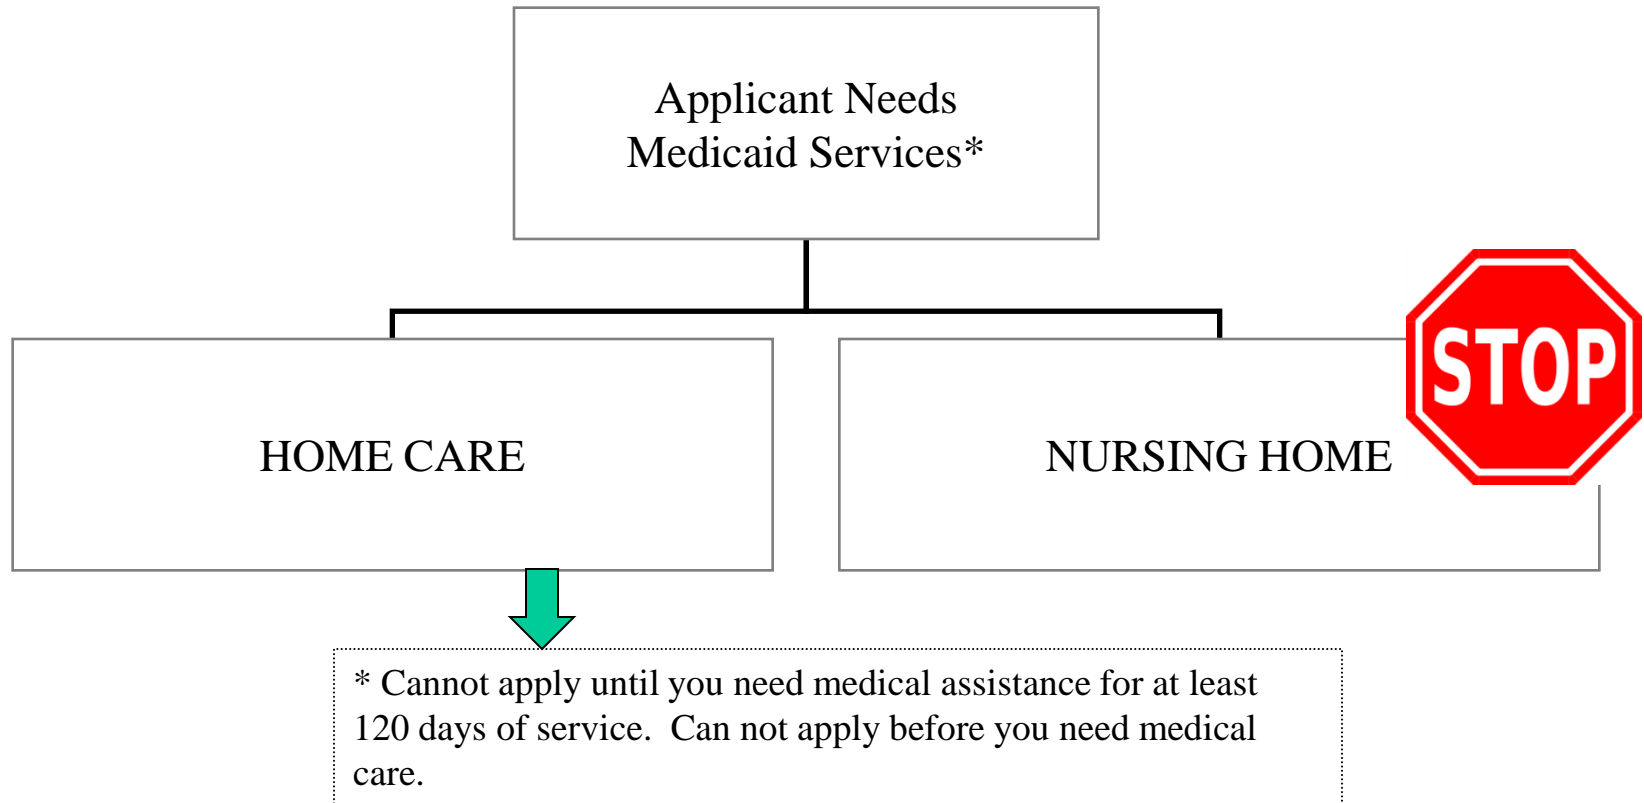 Applicant Needs
Medicaid Services*
STOP
HOME CARE
NURSING HOME
* Cannot apply until you need medical assistance for at least
120 days of service.  Can not apply before you need medical
care.